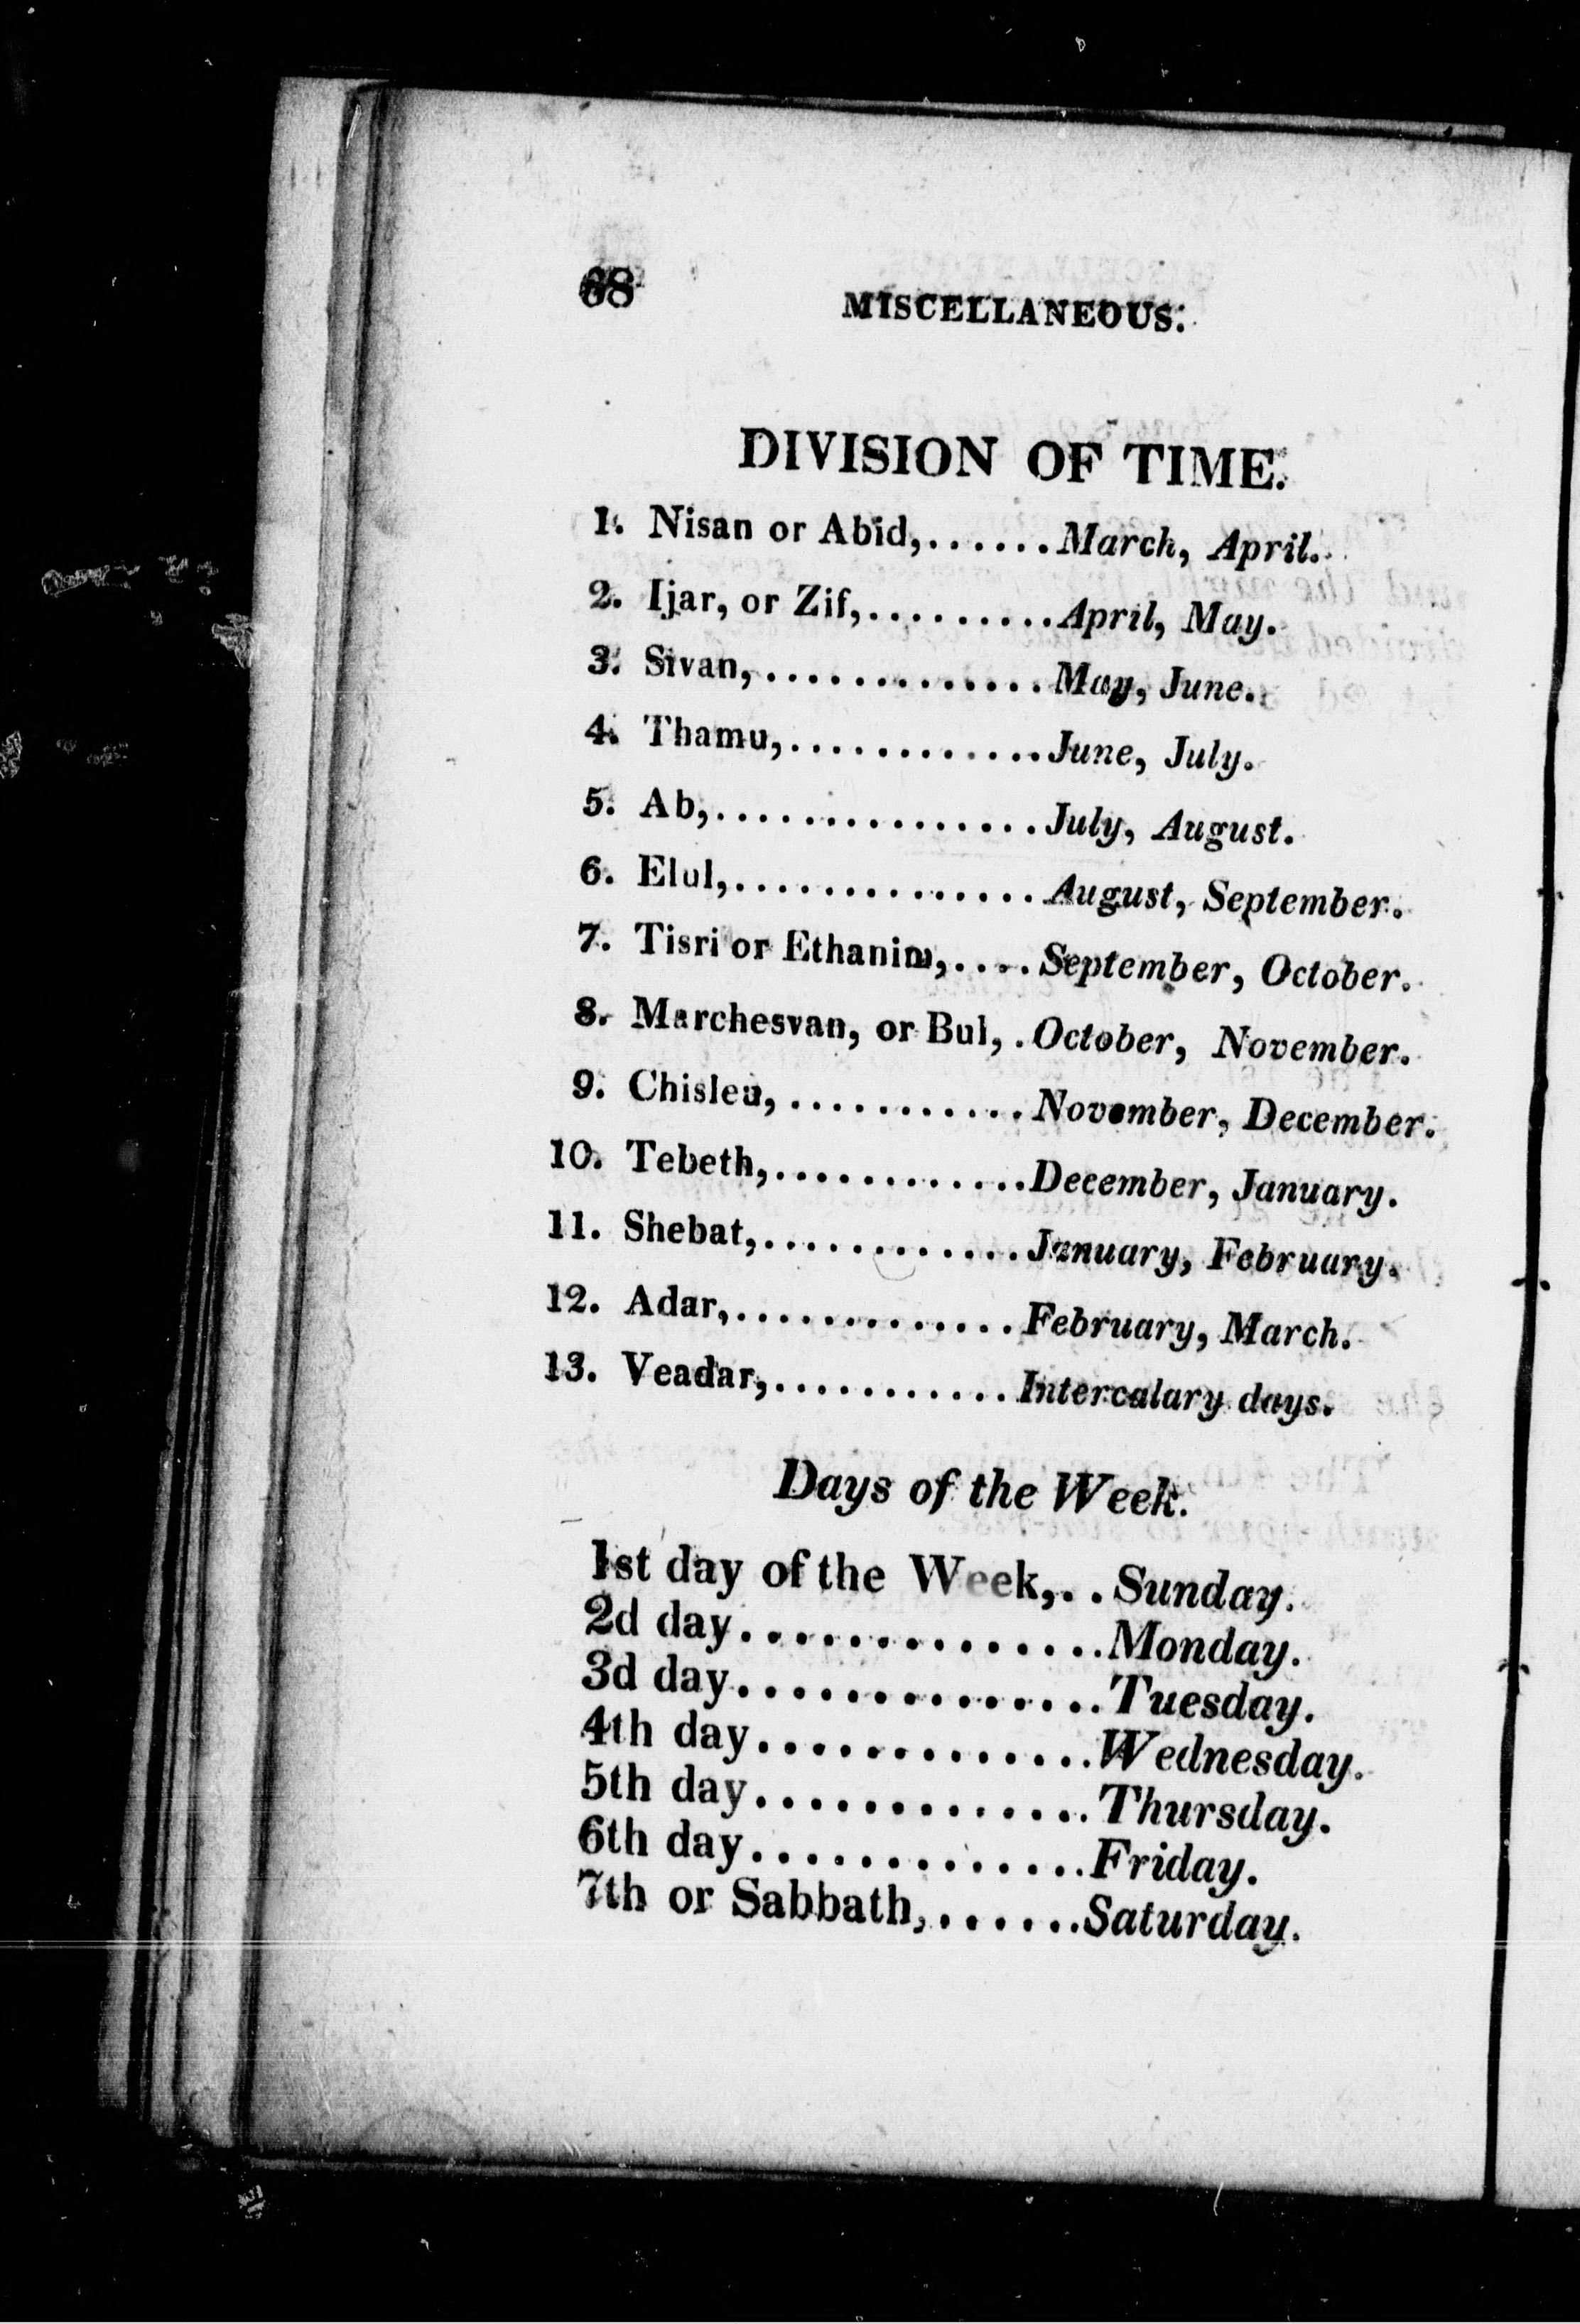 68
MISCELLANEOUS.
DIVISION OF TIME.
1. Nisan or Abid,......March, April.
2. Ijar, or Zif,.........April, May.
3. Sivan,.............May, June.
4. Thamu,............June, July.
5. Ab,...............July, August.
6. Elul,..............August, September.
7. Tisri or Ethanim,....September, October.
8. Marchesvan, or Bul,.October, November.
9. Chisleu,...........November, December.
10. Tebeth,............December, January.
11. Shebat,............January, February.
12. Adar,.............February, March.
13. Veadar,...........Intercalary days.
Days of the Week.
1st day of the Week,..Sunday.
2d day..............Monday.
3d day..............Tuesday.
4th day.............Wednesday.
5th day.............Thursday.
6th day.............Friday.
7th or Sabbath,......Saturday.